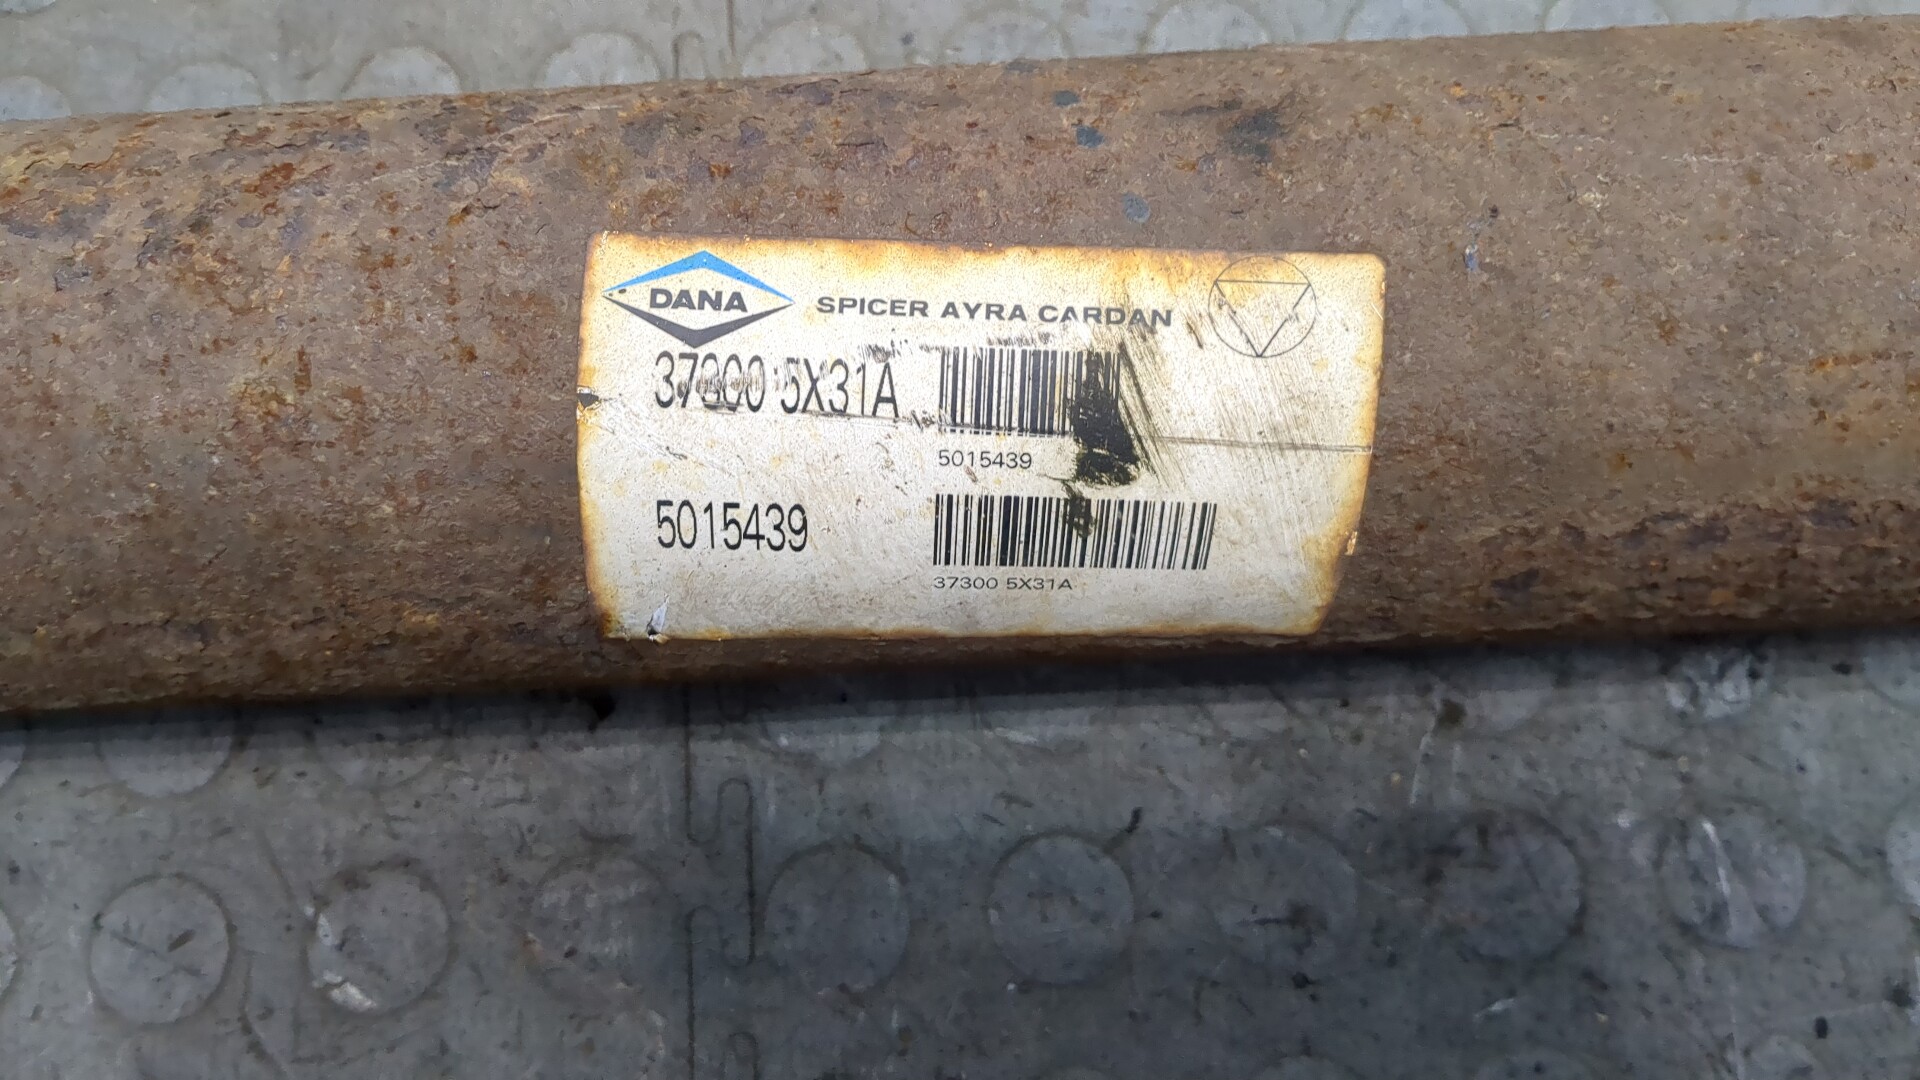 DANA SPICER AYRA CARDAN
37300 5X31A
5015439
5015439
37300 5X31A